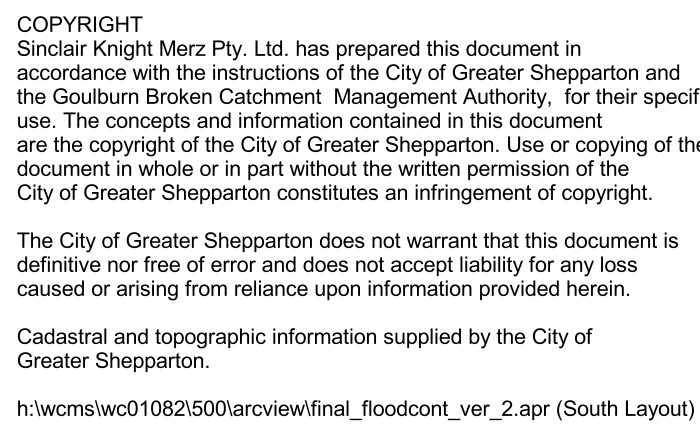 COPYRIGHT
Sinclair Knight Merz Pty. Ltd. has prepared this document in
accordance with the instructions of the City of Greater Shepparton and
the Goulburn Broken Catchment  Management Authority,  for their specif
use. The concepts and information contained in this document
are the copyright of the City of Greater Shepparton. Use or copying of the
document in whole or in part without the written permission of the
City of Greater Shepparton constitutes an infringement of copyright.

The City of Greater Shepparton does not warrant that this document is
definitive nor free of error and does not accept liability for any loss
caused or arising from reliance upon information provided herein.

Cadastral and topographic information supplied by the City of
Greater Shepparton.

h:\wcms\wc01082\500\arcview\final_floodcont_ver_2.apr (South Layout)